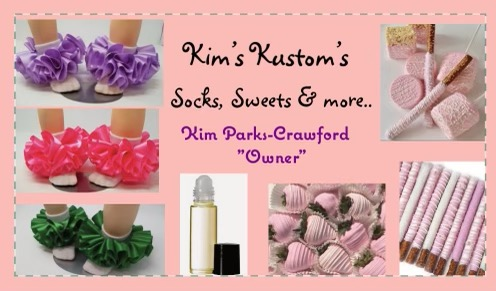 Kim's Kustom's
Socks, Sweets & more..
Kim Parks-Crawford
"Owner"